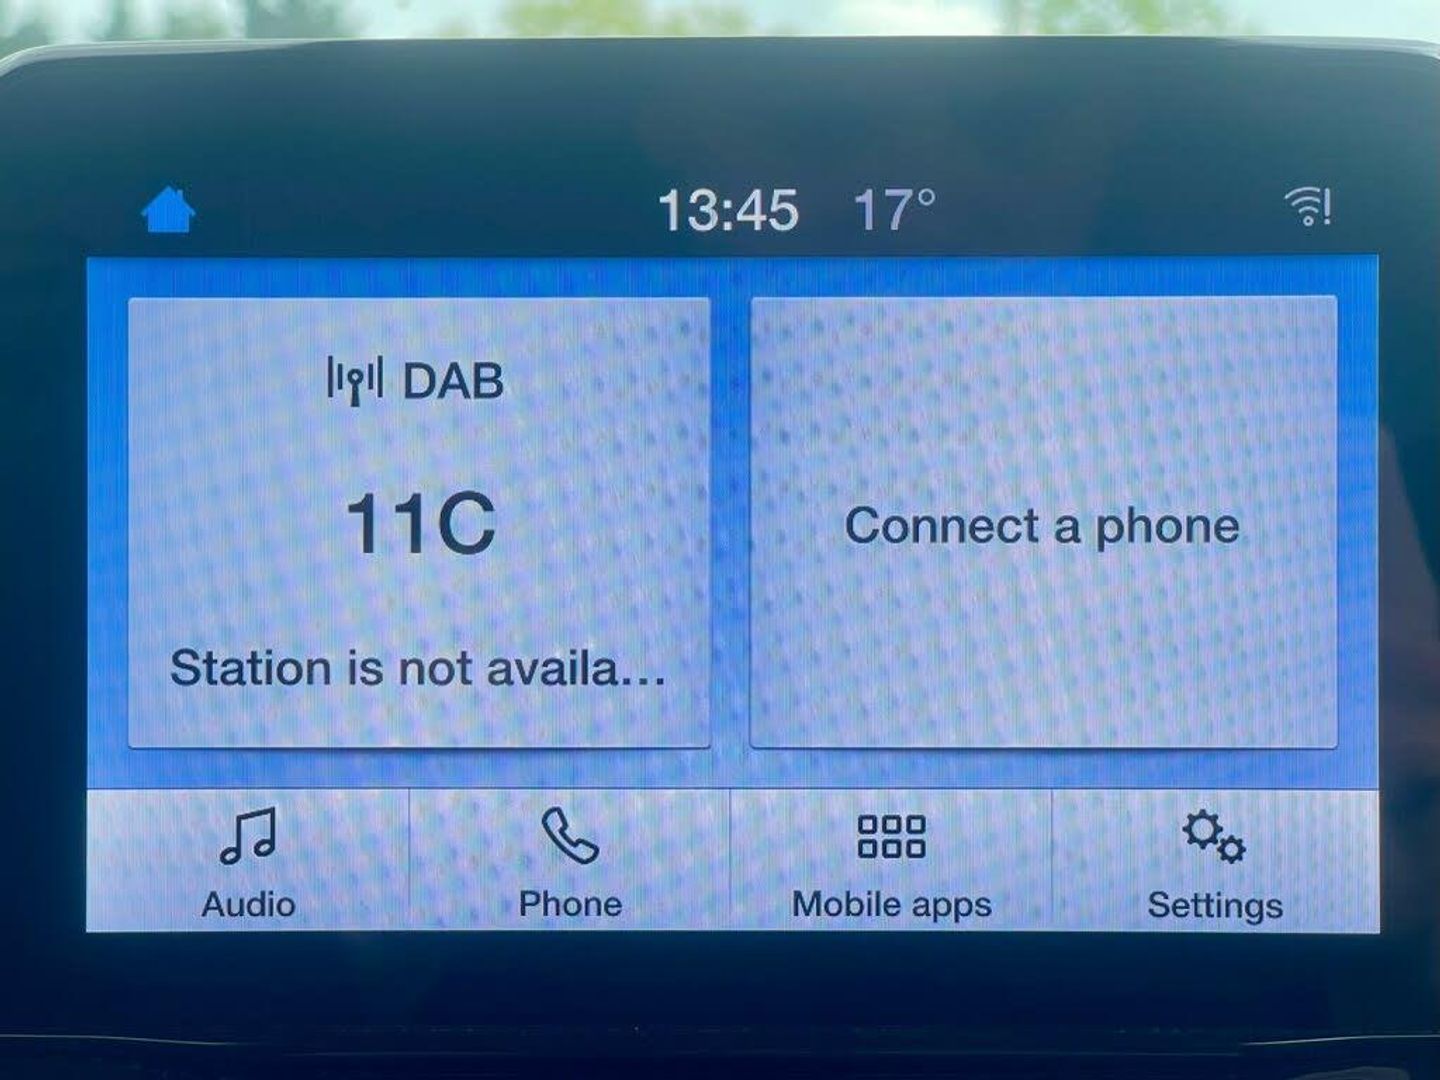 13:45 17°
DAB
11C
Station is not availa...
Connect a phone
Audio
Phone
Mobile apps
Settings